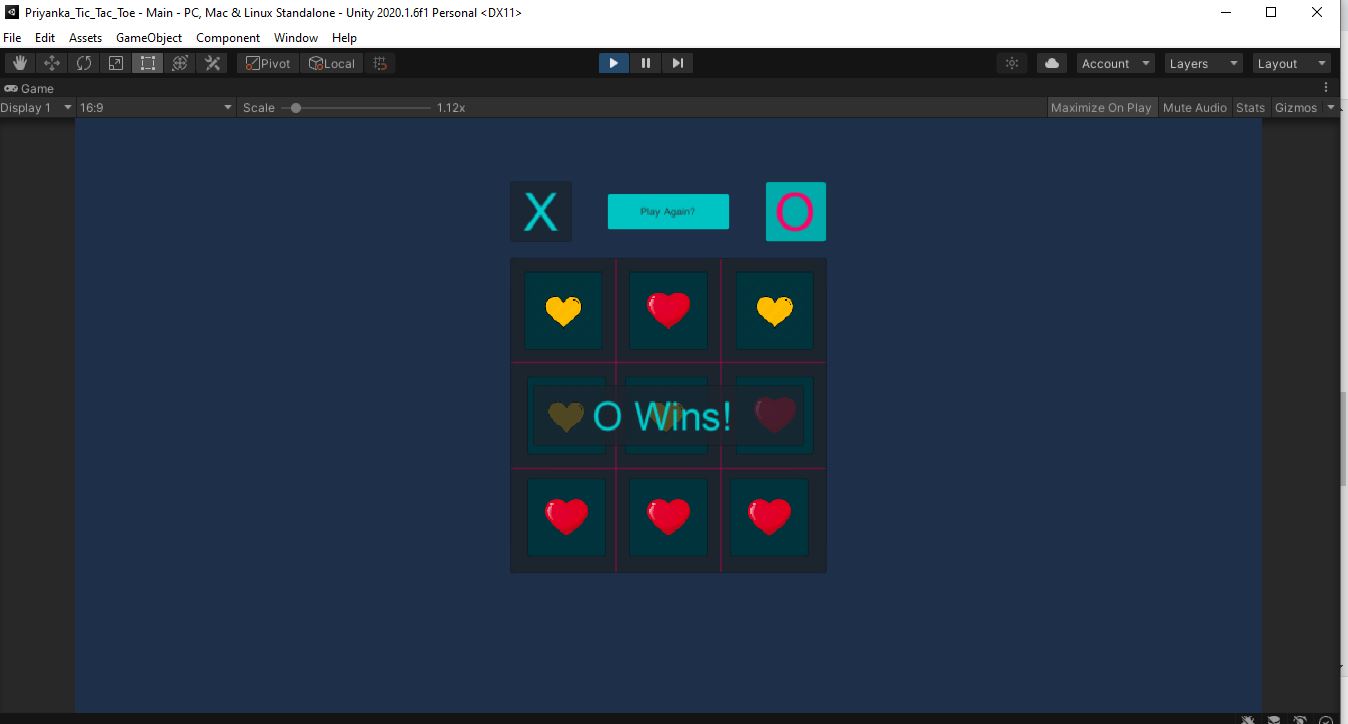 Priyanka_Tic_Tac_Toe - Main - PC, Mac & Linux Standalone - Unity 2020.1.6f1 Personal <DX11>
File Edit Assets GameObject Component Window Help
Pivot Local Account Layers Layout
Game
Display 1 16:9 Scale 1.12x Maximize On Play Mute Audio Stats Gizmos
X Play Again? O
O Wins!